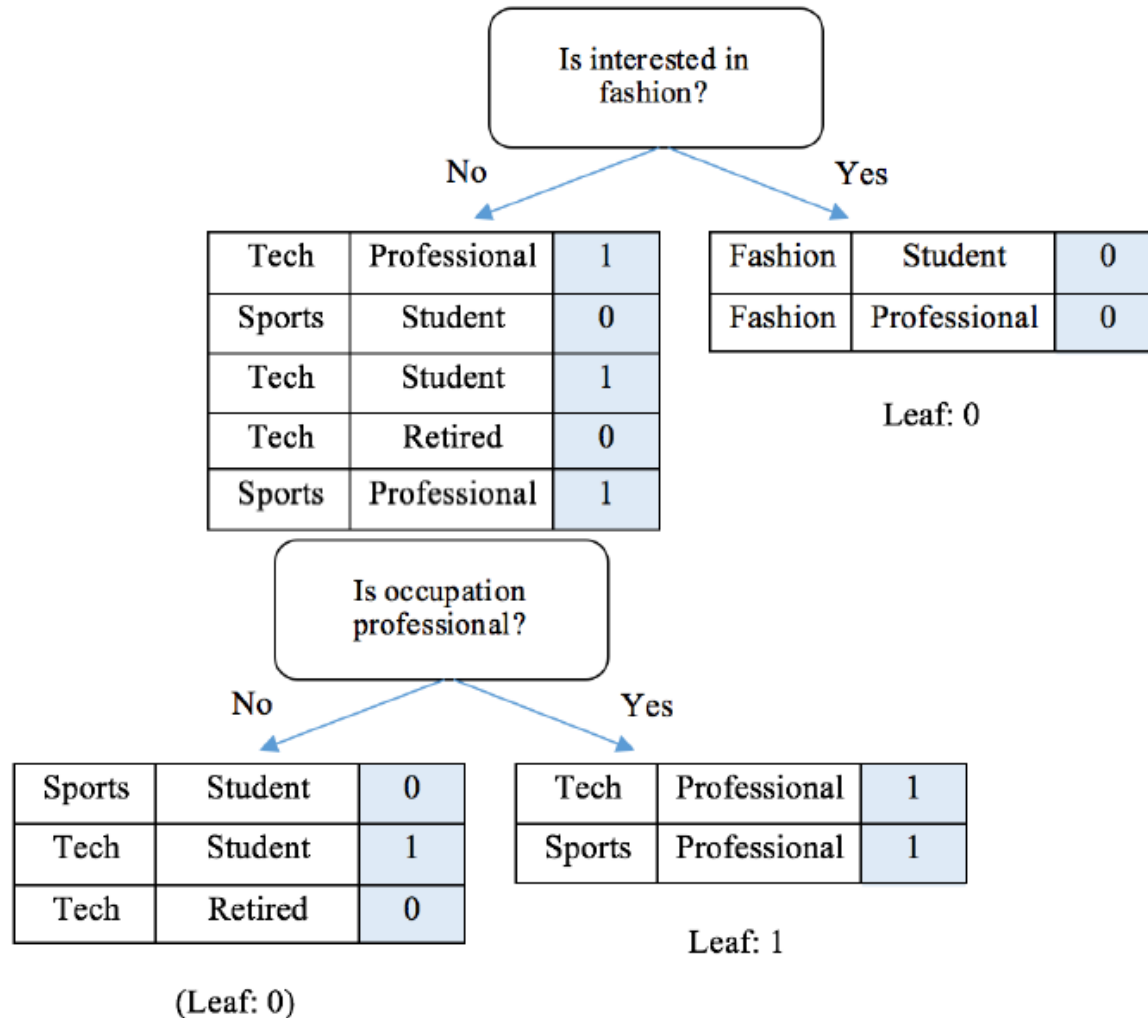 Is interested in
fashion?
No
Yes
Tech Professional 1
Sports Student 0
Tech Student 1
Tech Retired 0
Sports Professional 1
Fashion Student 0
Fashion Professional 0
Leaf: 0
Is occupation
professional?
No
Yes
Sports Student 0
Tech Student 1
Tech Retired 0
(Leaf: 0)
Tech Professional 1
Sports Professional 1
Leaf: 1